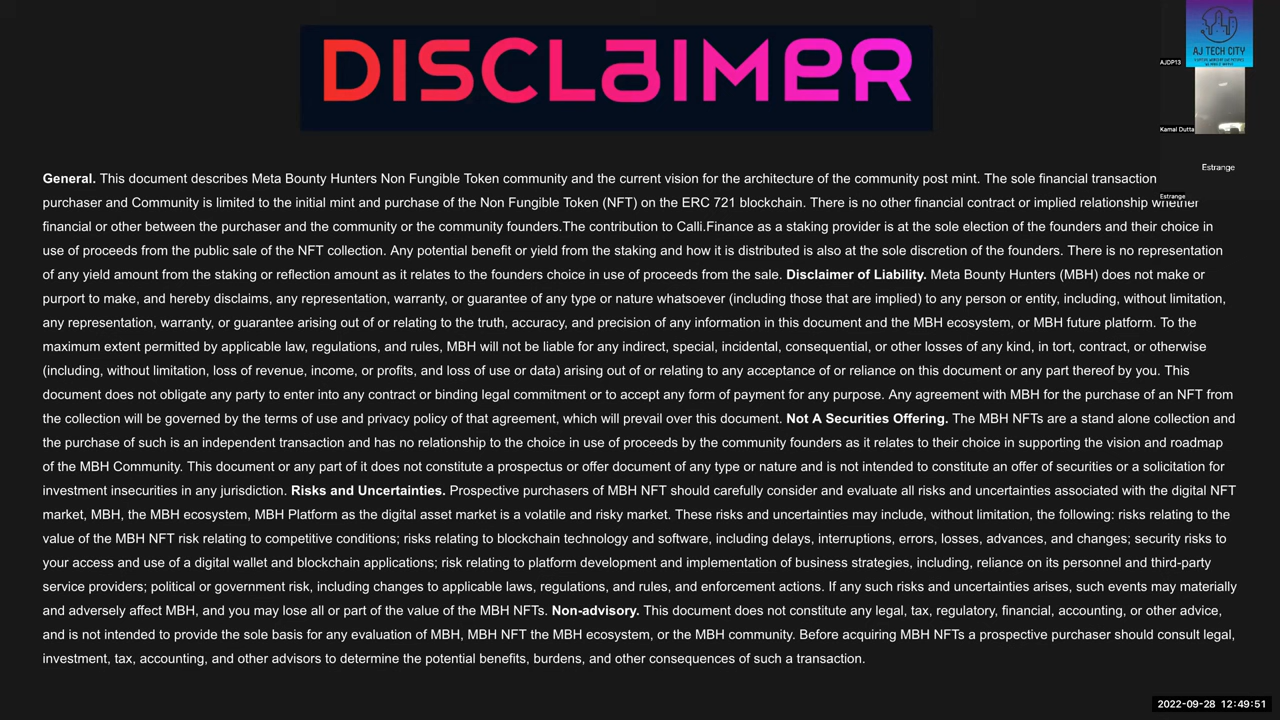 DISCLAIMER
AJ TECH CITY
AJDP13
Kamal Dutta
Estrange
Estrange
General. This document describes Meta Bounty Hunters Non Fungible Token community and the current vision for the architecture of the community post mint. The sole financial transaction
purchaser and Community is limited to the initial mint and purchase of the Non Fungible Token (NFT) on the ERC 721 blockchain. There is no other financial contract or implied relationship whether
financial or other between the purchaser and the community or the community founders.The contribution to Calli.Finance as a staking provider is at the sole election of the founders and their choice in
use of proceeds from the public sale of the NFT collection. Any potential benefit or yield from the staking and how it is distributed is also at the sole discretion of the founders. There is no representation
of any yield amount from the staking or reflection amount as it relates to the founders choice in use of proceeds from the sale. Disclaimer of Liability. Meta Bounty Hunters (MBH) does not make or
purport to make, and hereby disclaims, any representation, warranty, or guarantee of any type or nature whatsoever (including those that are implied) to any person or entity, including, without limitation,
any representation, warranty, or guarantee arising out of or relating to the truth, accuracy, and precision of any information in this document and the MBH ecosystem, or MBH future platform. To the
maximum extent permitted by applicable law, regulations, and rules, MBH will not be liable for any indirect, special, incidental, consequential, or other losses of any kind, in tort, contract, or otherwise
(including, without limitation, loss of revenue, income, or profits, and loss of use or data) arising out of or relating to any acceptance of or reliance on this document or any part thereof by you. This
document does not obligate any party to enter into any contract or binding legal commitment or to accept any form of payment for any purpose. Any agreement with MBH for the purchase of an NFT from
the collection will be governed by the terms of use and privacy policy of that agreement, which will prevail over this document. Not A Securities Offering. The MBH NFTs are a stand alone collection and
the purchase of such is an independent transaction and has no relationship to the choice in use of proceeds by the community founders as it relates to their choice in supporting the vision and roadmap
of the MBH Community. This document or any part of it does not constitute a prospectus or offer document of any type or nature and is not intended to constitute an offer of securities or a solicitation for
investment insecurities in any jurisdiction. Risks and Uncertainties. Prospective purchasers of MBH NFT should carefully consider and evaluate all risks and uncertainties associated with the digital NFT
market, MBH, the MBH ecosystem, MBH Platform as the digital asset market is a volatile and risky market. These risks and uncertainties may include, without limitation, the following: risks relating to the
value of the MBH NFT risk relating to competitive conditions; risks relating to blockchain technology and software, including delays, interruptions, errors, losses, advances, and changes; security risks to
your access and use of a digital wallet and blockchain applications; risk relating to platform development and implementation of business strategies, including, reliance on its personnel and third-party
service providers; political or government risk, including changes to applicable laws, regulations, and rules, and enforcement actions. If any such risks and uncertainties arises, such events may materially
and adversely affect MBH, and you may lose all or part of the value of the MBH NFTs. Non-advisory. This document does not constitute any legal, tax, regulatory, financial, accounting, or other advice,
and is not intended to provide the sole basis for any evaluation of MBH, MBH NFT the MBH ecosystem, or the MBH community. Before acquiring MBH NFTs a prospective purchaser should consult legal,
investment, tax, accounting, and other advisors to determine the potential benefits, burdens, and other consequences of such a transaction.
2022-09-28 12:49:51